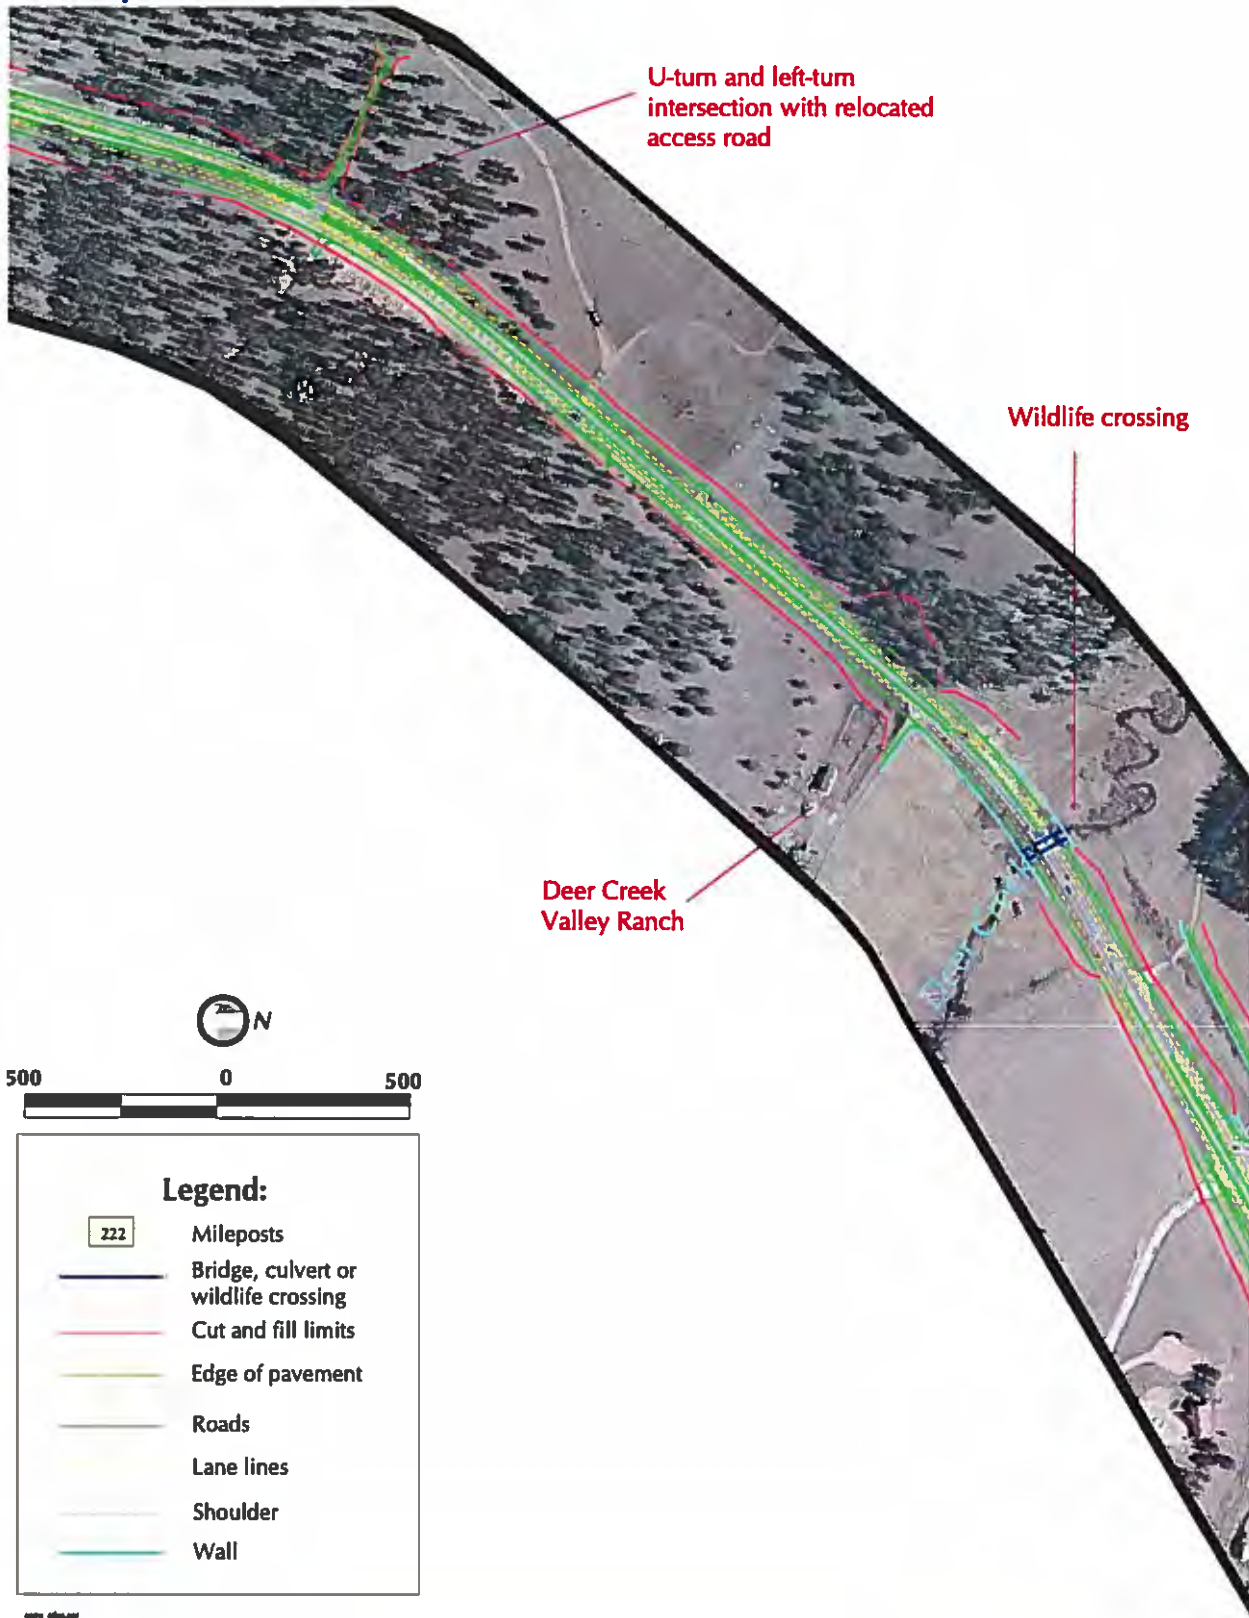 U-turn and left-turn
intersection with relocated
access road
Wildlife crossing
Deer Creek
Valley Ranch
Deer Creek
N
500 0 500
Legend:
222 Mileposts
Bridge, culvert or
wildlife crossing
Cut and fill limits
Edge of pavement
Roads
Lane lines
Shoulder
Wall